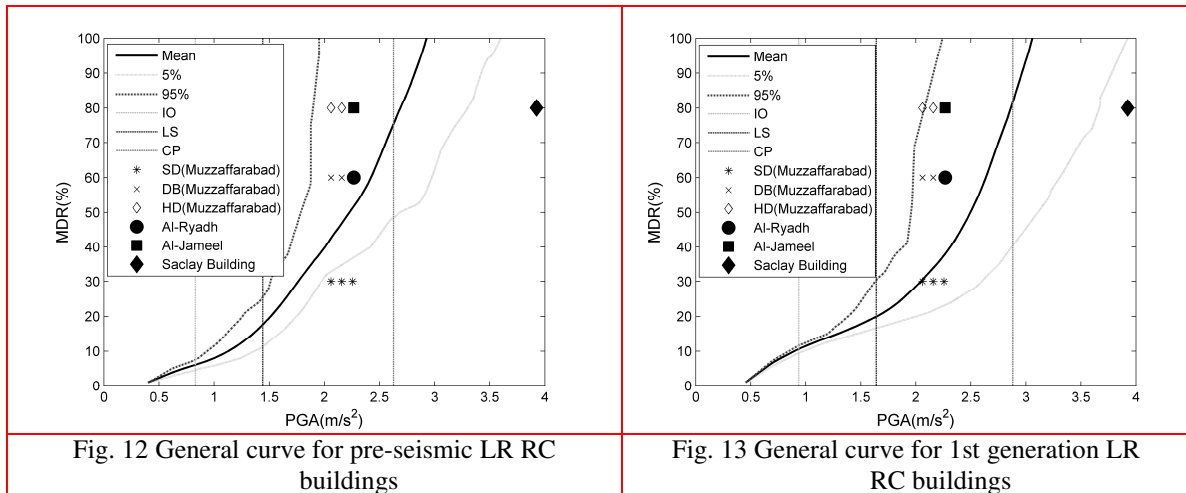 100
90
80
70
60
50
40
30
20
10
0
MDR(%)
Mean
5%
95%
IO
LS
CP
SD(Muzzaffarabad)
DB(Muzzaffarabad)
HD(Muzzaffarabad)
Al-Ryadh
Al-Jameel
Saclay Building
0 0.5 1 1.5 2 2.5 3 3.5 4
PGA(m/s²)
Fig. 12 General curve for pre-seismic LR RC
buildings
100
90
80
70
60
50
40
30
20
10
0
MDR(%)
Mean
5%
95%
IO
LS
CP
SD(Muzzaffarabad)
DB(Muzzaffarabad)
HD(Muzzaffarabad)
Al-Ryadh
Al-Jameel
Saclay Building
0 0.5 1 1.5 2 2.5 3 3.5 4
PGA(m/s²)
Fig. 13 General curve for 1st generation LR
RC buildings